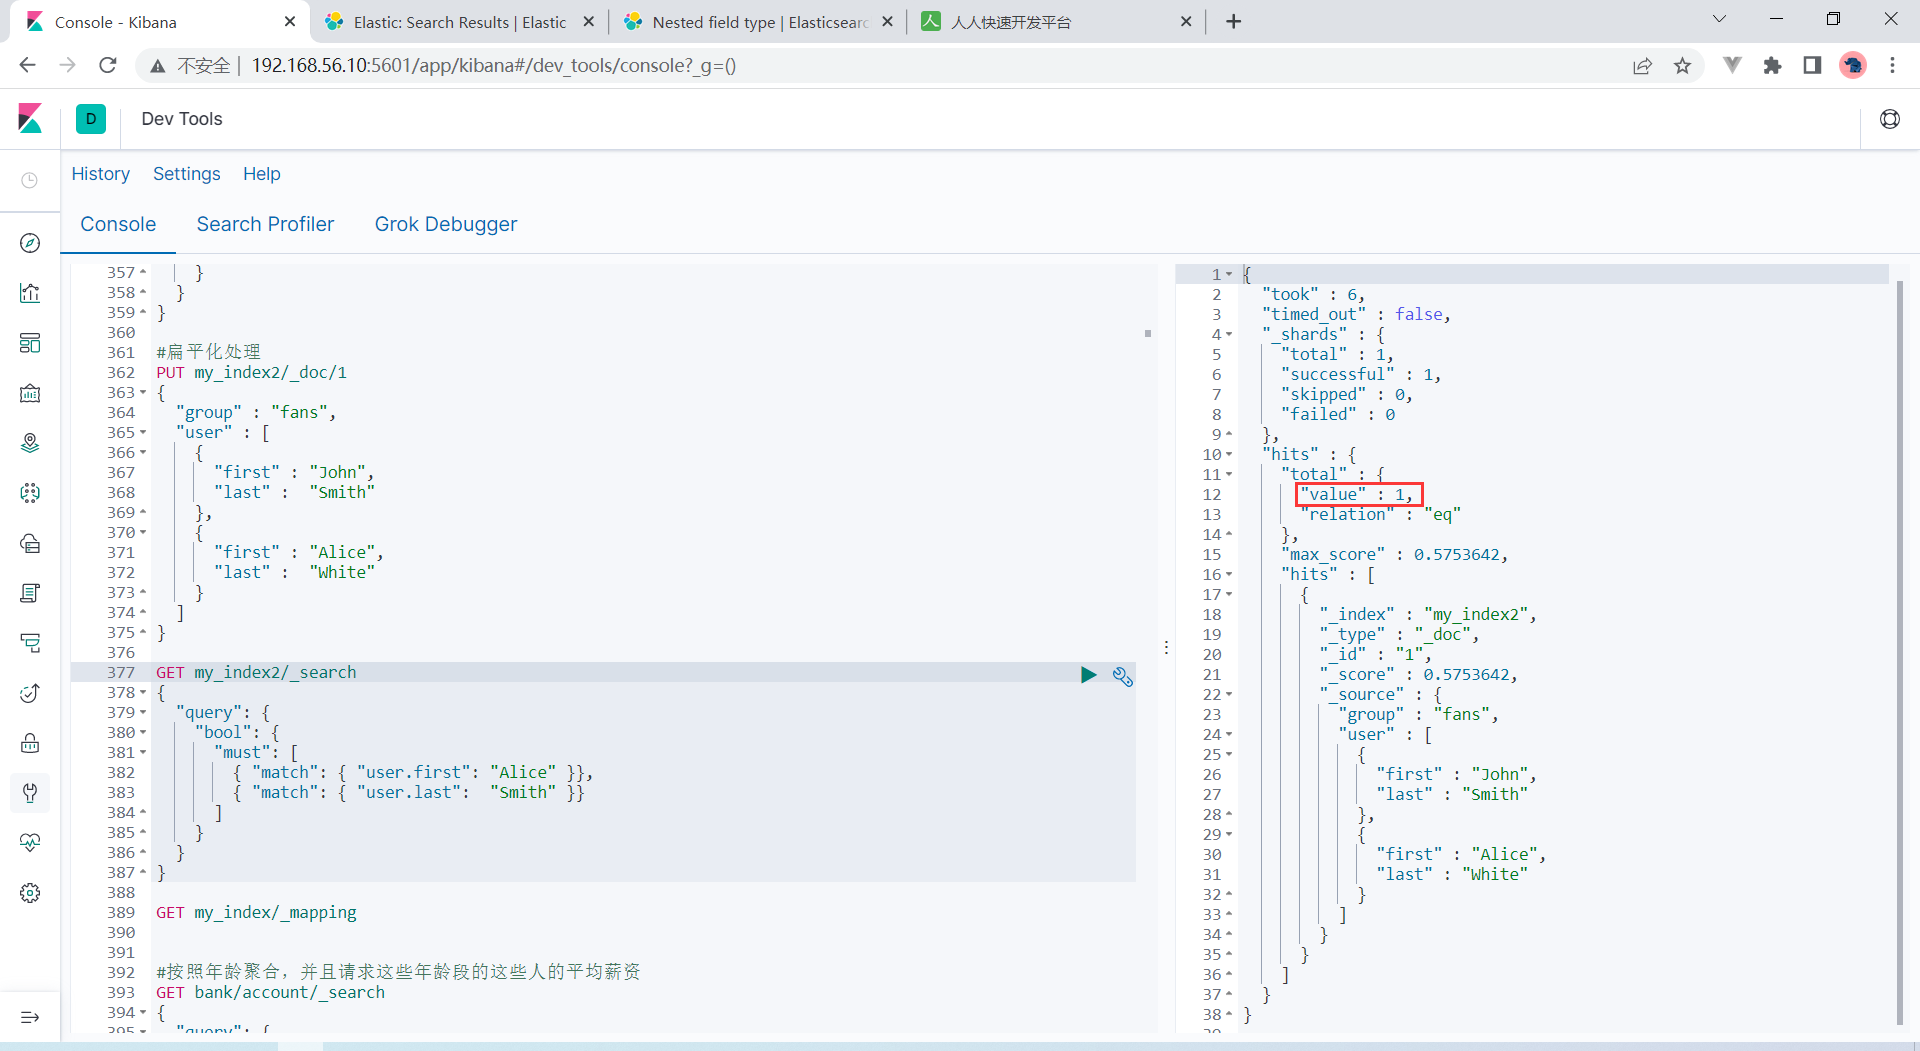 Console - Kibana
Elastic: Search Results | Elastic
Nested field type | Elasticsearc
人人快速开发平台
不安全 | 192.168.56.10:5601/app/kibana#/dev_tools/console?_g=()
D
Dev Tools
History Settings Help
Console Search Profiler Grok Debugger
357 }
358 }
359 }
360
361 #扁平化处理
362 PUT my_index2/_doc/1
363 {
364 "group" : "fans",
365 "user" : [
366 {
367 "first" : "John",
368 "last" :  "Smith"
369 },
370 {
371 "first" : "Alice",
372 "last" :  "White"
373 }
374 ]
375 }
376
377 GET my_index2/_search
378 {
379 "query": {
380 "bool": {
381 "must": [
382 { "match": { "user.first": "Alice" }},
383 { "match": { "user.last":  "Smith" }}
384 ]
385 }
386 }
387 }
388
389 GET my_index/_mapping
390
391
392 #按照年龄聚合，并且请求这些年龄段的这些人的平均薪资
393 GET bank/account/_search
394 {
395 "query": {
1 {
2 "took" : 6,
3 "timed_out" : false,
4 "_shards" : {
5 "total" : 1,
6 "successful" : 1,
7 "skipped" : 0,
8 "failed" : 0
9 },
10 "hits" : {
11 "total" : {
12 "value" : 1,
13 "relation" : "eq"
14 },
15 "max_score" : 0.5753642,
16 "hits" : [
17 {
18 "_index" : "my_index2",
19 "_type" : "_doc",
20 "_id" : "1",
21 "_score" : 0.5753642,
22 "_source" : {
23 "group" : "fans",
24 "user" : [
25 {
26 "first" : "John",
27 "last" : "Smith"
28 },
29 {
30 "first" : "Alice",
31 "last" : "White"
32 }
33 ]
34 }
35 }
36 ]
37 }
38 }
39